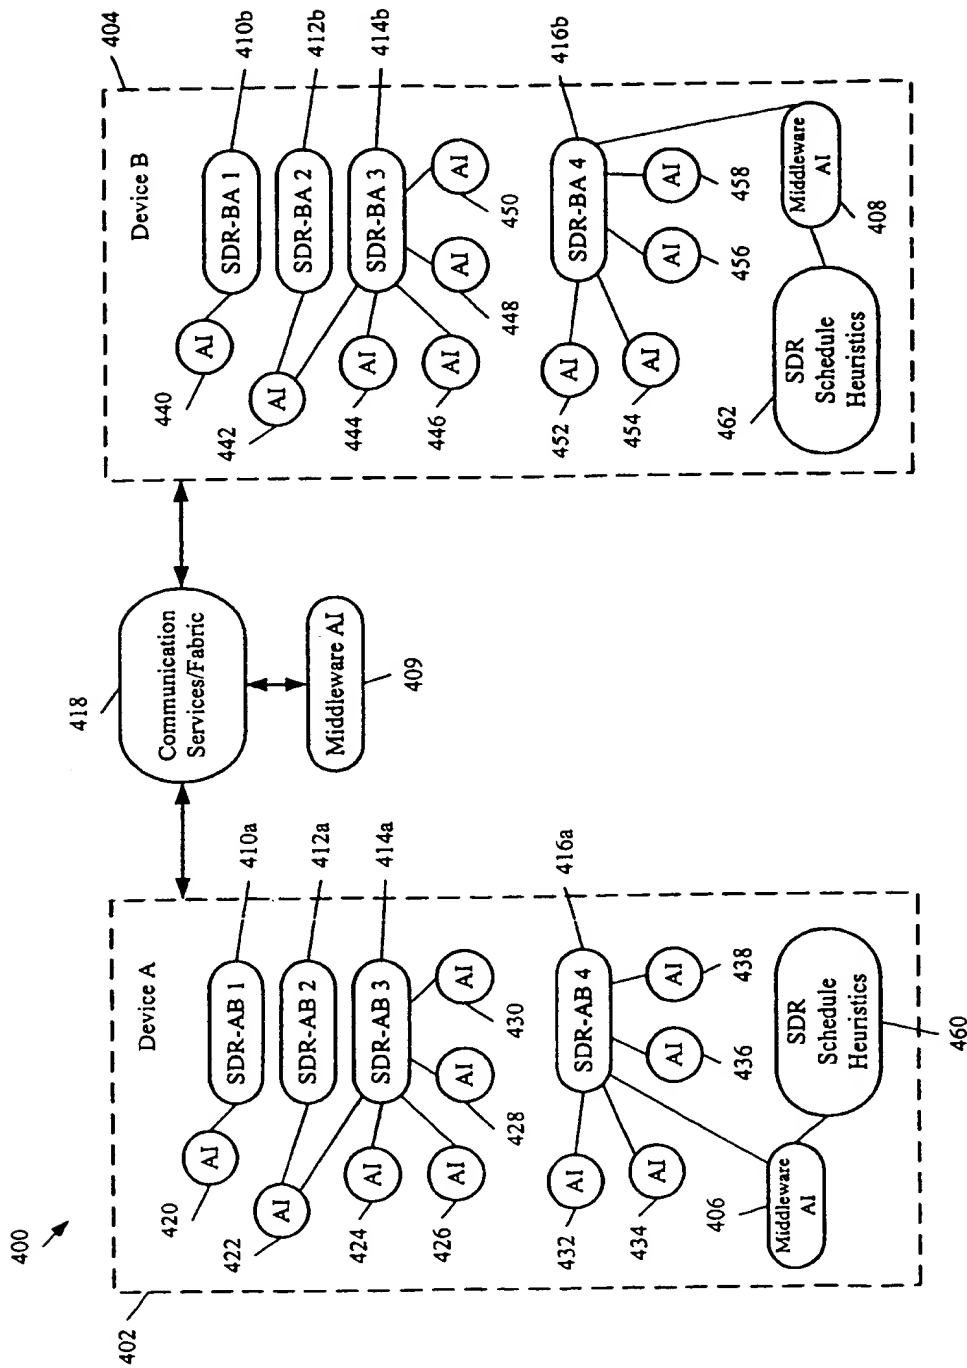 400
402
Device A
SDR-AB 1
410a
AI
420
SDR-AB 2
412a
AI
422
SDR-AB 3
414a
AI
424
AI
426
AI
428
AI
430
SDR-AB 4
416a
AI
432
AI
434
AI
436
AI
438
Middleware
AI
406
SDR
Schedule
Heuristics
460
Communication
Services/Fabric
418
Middleware AI
409
404
Device B
SDR-BA 1
410b
AI
440
SDR-BA 2
412b
AI
442
SDR-BA 3
414b
AI
444
AI
446
AI
448
AI
450
SDR-BA 4
416b
AI
452
AI
454
AI
456
AI
458
SDR
Schedule
Heuristics
462
Middleware
AI
408